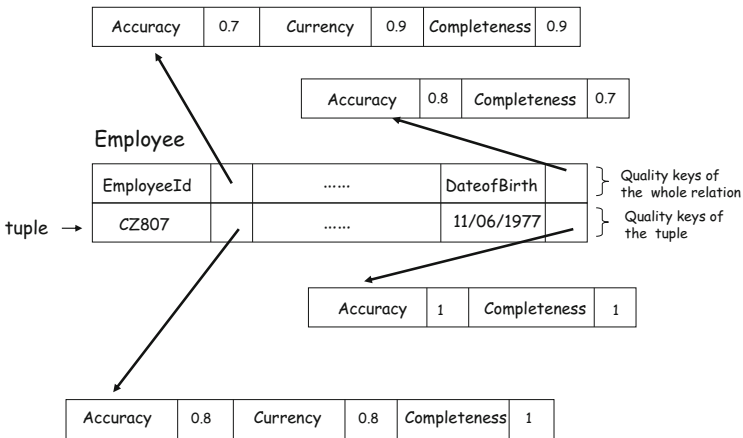 Accuracy 0.7 Currency 0.9 Completeness 0.9
Accuracy 0.8 Completeness 0.7
Employee
EmployeeId ...... DateofBirth
Quality keys of
the whole relation
tuple CZ807 ...... 11/06/1977
Quality keys of
the tuple
Accuracy 1 Completeness 1
Accuracy 0.8 Currency 0.8 Completeness 1